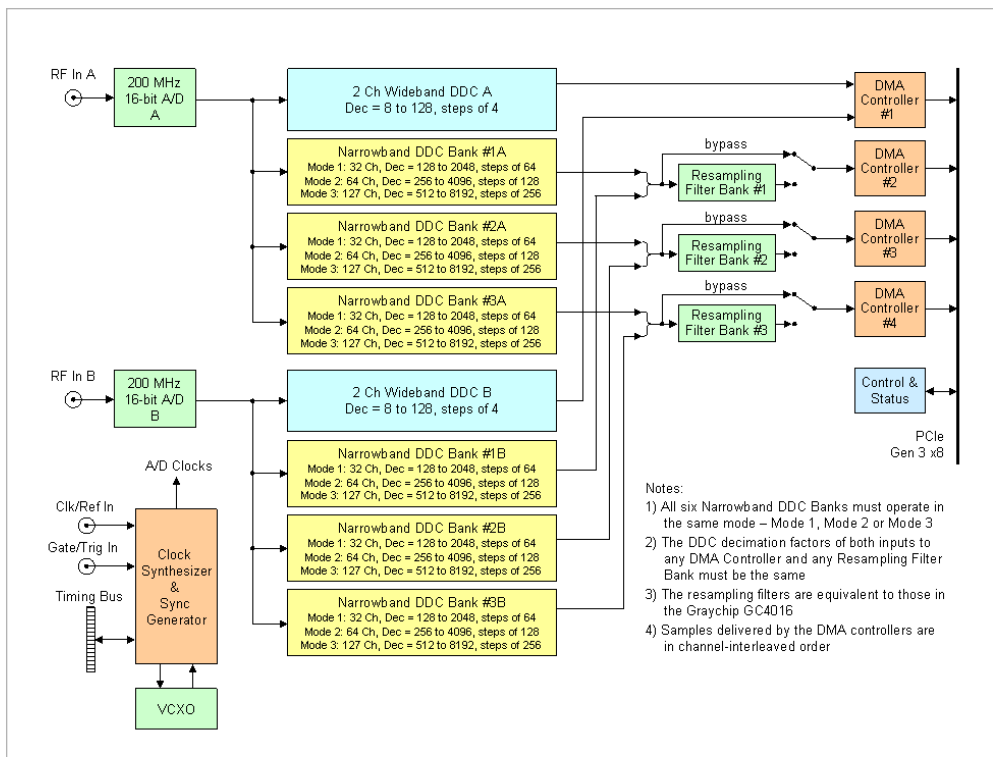 RF In A
200 MHz
16-bit A/D
A
2 Ch Wideband DDC A
Dec = 8 to 128, steps of 4
DMA
Controller
#1
Narrowband DDC Bank #1A
Mode 1: 32 Ch, Dec = 128 to 2048, steps of 64
Mode 2: 64 Ch, Dec = 256 to 4096, steps of 128
Mode 3: 127 Ch, Dec = 512 to 8192, steps of 256
bypass
Resampling
Filter Bank #1
DMA
Controller
#2
Narrowband DDC Bank #2A
Mode 1: 32 Ch, Dec = 128 to 2048, steps of 64
Mode 2: 64 Ch, Dec = 256 to 4096, steps of 128
Mode 3: 127 Ch, Dec = 512 to 8192, steps of 256
bypass
Resampling
Filter Bank #2
DMA
Controller
#3
Narrowband DDC Bank #3A
Mode 1: 32 Ch, Dec = 128 to 2048, steps of 64
Mode 2: 64 Ch, Dec = 256 to 4096, steps of 128
Mode 3: 127 Ch, Dec = 512 to 8192, steps of 256
bypass
Resampling
Filter Bank #3
DMA
Controller
#4
RF In B
200 MHz
16-bit A/D
B
2 Ch Wideband DDC B
Dec = 8 to 128, steps of 4
Control &
Status
PCIe
Gen 3 x8
Narrowband DDC Bank #1B
Mode 1: 32 Ch, Dec = 128 to 2048, steps of 64
Mode 2: 64 Ch, Dec = 256 to 4096, steps of 128
Mode 3: 127 Ch, Dec = 512 to 8192, steps of 256
Narrowband DDC Bank #2B
Mode 1: 32 Ch, Dec = 128 to 2048, steps of 64
Mode 2: 64 Ch, Dec = 256 to 4096, steps of 128
Mode 3: 127 Ch, Dec = 512 to 8192, steps of 256
Narrowband DDC Bank #3B
Mode 1: 32 Ch, Dec = 128 to 2048, steps of 64
Mode 2: 64 Ch, Dec = 256 to 4096, steps of 128
Mode 3: 127 Ch, Dec = 512 to 8192, steps of 256
A/D Clocks
Clk/Ref In
Gate/Trig In
Timing Bus
Clock
Synthesizer
&
Sync
Generator
VCXO
Notes:
1) All six Narrowband DDC Banks must operate in
the same mode – Mode 1, Mode 2 or Mode 3
2) The DDC decimation factors of both inputs to
any DMA Controller and any Resampling Filter
Bank must be the same
3) The resampling filters are equivalent to those in
the Graychip GC4016
4) Samples delivered by the DMA controllers are
in channel-interleaved order